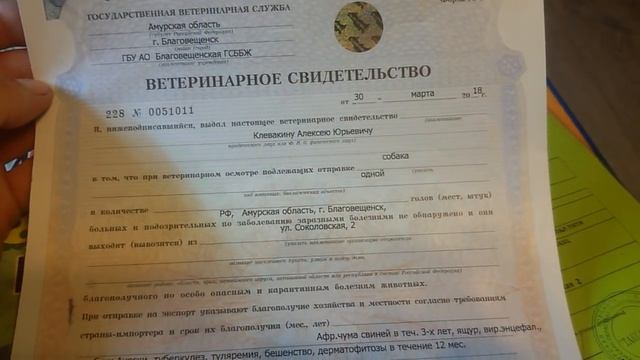 ГОСУДАРСТВЕННАЯ ВЕТЕРИНАРНАЯ СЛУЖБА
Амурская область
г. Благовещенск
ГБУ АО Благовещенская ГСББЖ
ВЕТЕРИНАРНОЕ СВИДЕТЕЛЬСТВО
228 № 0051011
от 30 марта 2018 г.
Я, нижеподписавшийся, выдал настоящее ветеринарное свидетельство
Клевакину Алексею Юрьевичу
собака
в том, что при ветеринарном осмотре подлежащих отправке
одной
в количестве голов (мест, штук)
РФ, Амурская область, г. Благовещенск,
больных и подозрительных по заболеванию заразными болезнями не обнаружено и они
ул. Соколовская, 2
выходят (вывозятся) из
благополучного по особо опасным и карантинным болезням животных.
При отправке на экспорт указывают благополучие хозяйства и местности согласно требованиям
страны-импортера и срок их благополучия (мес, лет)
Афр.чума свиней в теч. 3-х лет, ящур, вир.энцефал.,
туберкулез, туляремия, бешенство, дерматофитозы в течение 12 мес.